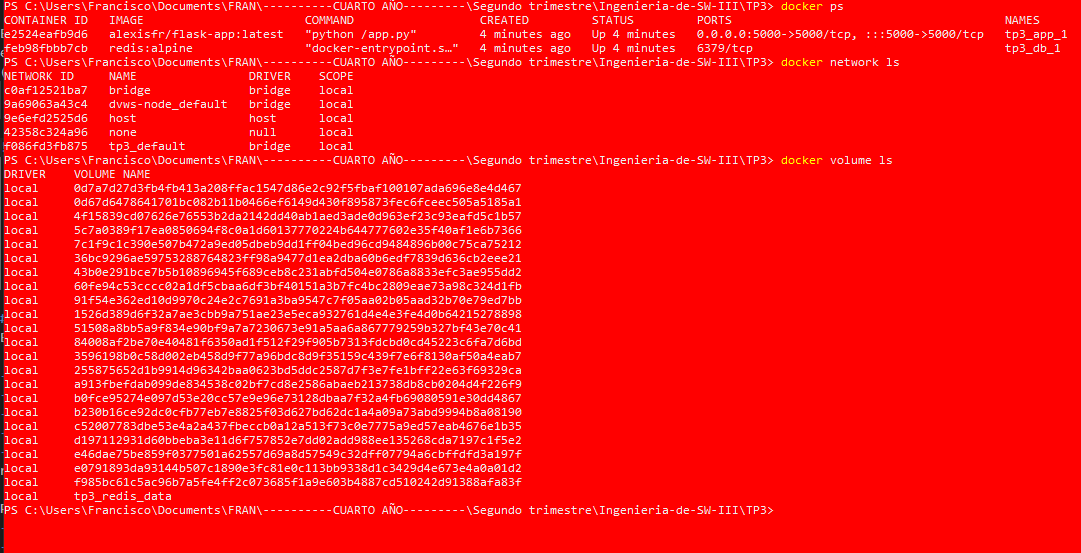 PS C:\Users\Francisco\Documents\FRAN\----------CUARTO AÑO---------\Segundo trimestre\Ingenieria-de-SW-III\TP3> docker ps
CONTAINER ID   IMAGE                       COMMAND                  CREATED         STATUS         PORTS                                       NAMES
e2524eafb9d6   alexisfr/flask-app:latest   "python /app.py"         4 minutes ago   Up 4 minutes   0.0.0.0:5000->5000/tcp, :::5000->5000/tcp   tp3_app_1
feb98fbbb7cb   redis:alpine                "docker-entrypoint.s…"   4 minutes ago   Up 4 minutes   6379/tcp                                    tp3_db_1
PS C:\Users\Francisco\Documents\FRAN\----------CUARTO AÑO---------\Segundo trimestre\Ingenieria-de-SW-III\TP3> docker network ls
NETWORK ID     NAME                DRIVER    SCOPE
c0af12521ba7   bridge              bridge    local
9a69063a43c4   dvws-node_default   bridge    local
9e6efd2525d6   host                host      local
42358c324a96   none                null      local
f086fd3fb875   tp3_default         bridge    local
PS C:\Users\Francisco\Documents\FRAN\----------CUARTO AÑO---------\Segundo trimestre\Ingenieria-de-SW-III\TP3> docker volume ls
DRIVER    VOLUME NAME
local     0d7a7d27d3fb4fb413a208ffac1547d86e2c92f5fbaf100107ada696e8e4d467
local     0d67d6478641701bc082b11b0466ef6149d430f895873fec6fceec505a5185a1
local     4f15839cd07626e76553b2da2142dd40ab1aed3ade0d963ef23c93eafd5c1b57
local     5c7a0389f17ea0850694f8c0a1d60137770224b644777602e35f40af1e6b7366
local     7c1f9c1c390e507b472a9ed05dbeb9dd1ff04bed96cd9484896b00c75ca75212
local     36bc9296ae59753288764823ff98a9477d1ea2dba60b6edf7839d636cb2eee21
local     43b0e291bce7b5b10896945f689ceb8c231abfd504e0786a8833efc3ae955dd2
local     60fe94c53cccc02a1df5cbaa6df3bf40151a3b7fc4bc2809eae73a98c324d1fb
local     91f54e362ed10d9970c24e2c7691a3ba9547c7f05aa02b05aad32b70e79ed7bb
local     1526d389d6f32a7ae3cbb9a751ae23e5eca932761d4e4e3fe4d0b64215278898
local     51508a8bb5a9f834e90bf9a7a7230673e91a5aa6a867779259b327bf43e70c41
local     84008af2be70e40481f6350ad1f512f29f905b7313fdcbd0cd45223c6fa7d6bd
local     3596198b0c58d002eb458d9f77a96bdc8d9f35159c439f7e6f8130af50a4eab7
local     255875652d1b9914d96342baa0623bd5ddc2587d7f3e7fe1bff22e63f69329ca
local     a913fbefdab099de834538c02bf7cd8e2586abaeb213738db8cb0204d4f226f9
local     b0fce95274e097d53e20cc57e9e96e73128dbaa7f32a4fb69080591e30dd4867
local     b230b16ce92dc0cfb77eb7e8825f03d627bd62dc1a4a09a73abd9994b8a08190
local     c52007783dbe53e4a2a437fbeccb0a12a513f73c0e7775a9ed57eab4676e1b35
local     d197112931d60bbeba3e11d6f757852e7dd02add988ee135268cda7197c1f5e2
local     e46dae75be859f0377501a62557d69a8d57549c32dff07794a6cbffdfd3a197f
local     e0791893da93144b507c1890e3fc81e0c113bb9338d1c3429d4e673e4a0a01d2
local     f985bc61c5ac96b7a5fe4ff2c073685f1a9e603b4887cd510242d91388afa83f
local     tp3_redis_data
PS C:\Users\Francisco\Documents\FRAN\----------CUARTO AÑO---------\Segundo trimestre\Ingenieria-de-SW-III\TP3>